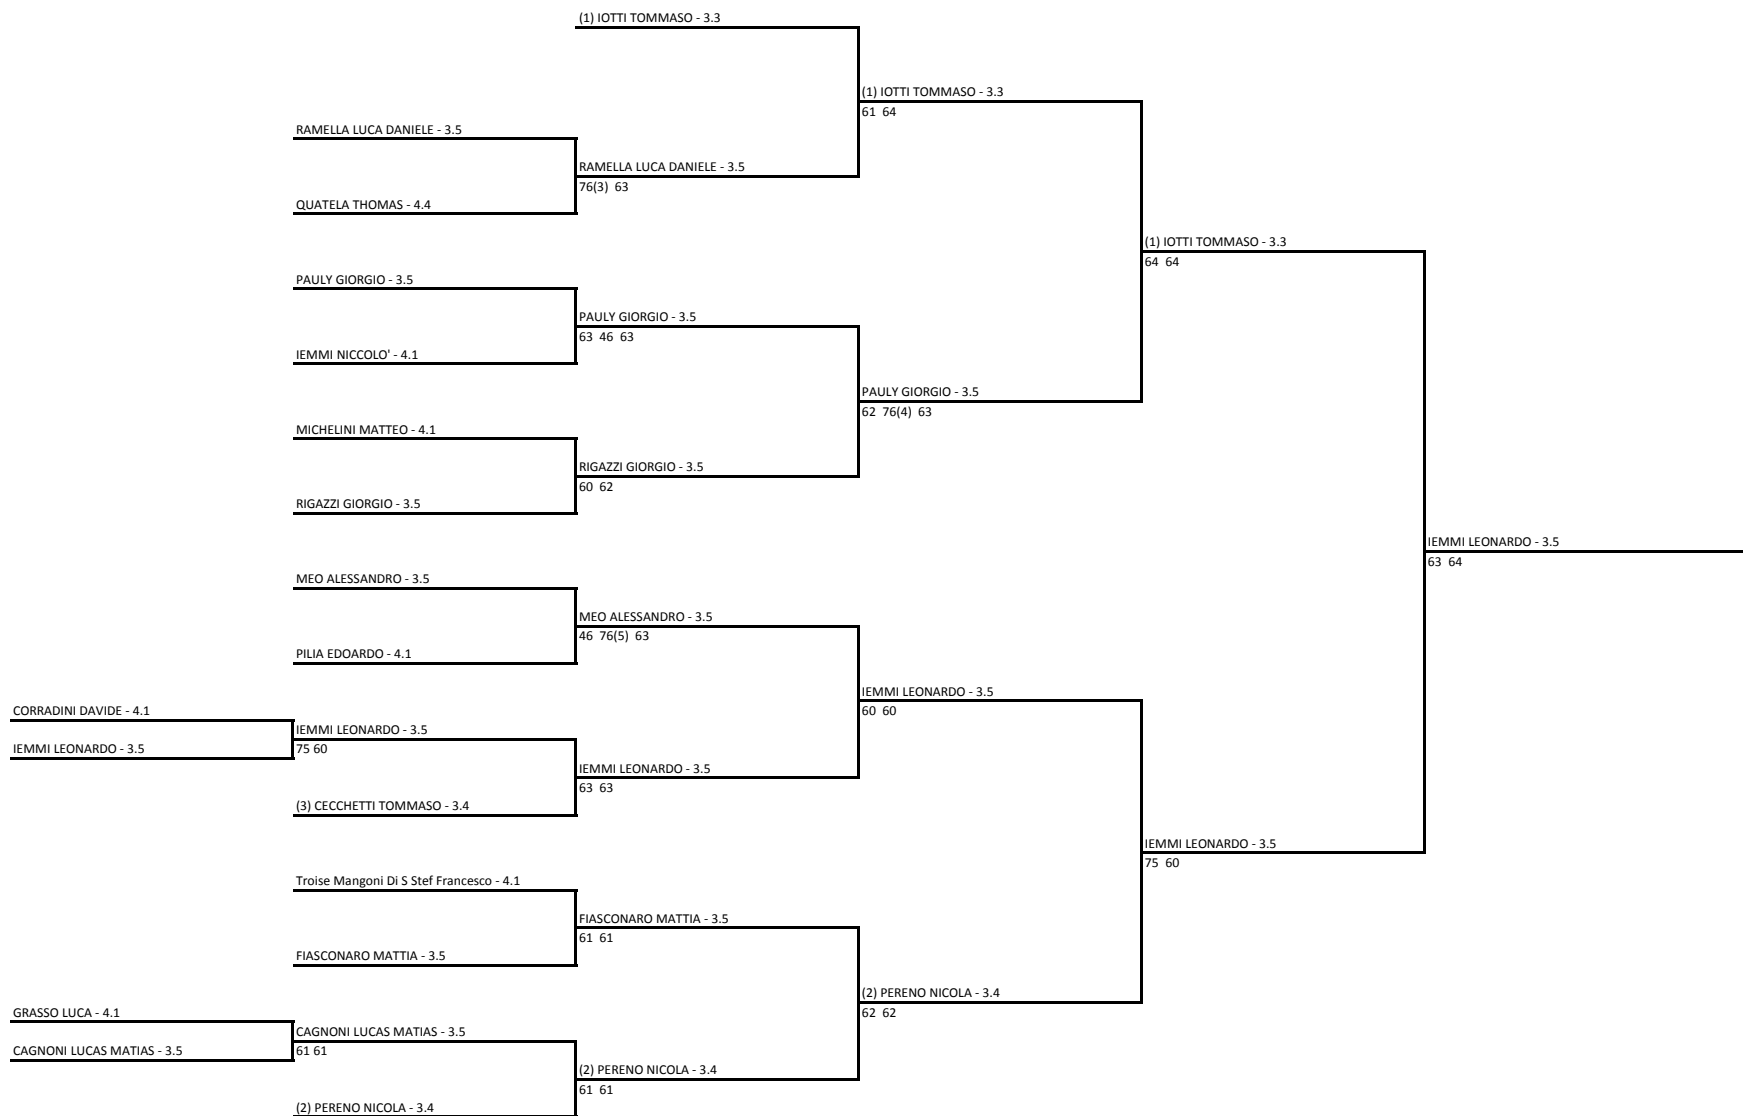 (1) IOTTI TOMMASO - 3.3
(1) IOTTI TOMMASO - 3.3
61 64
RAMELLA LUCA DANIELE - 3.5
RAMELLA LUCA DANIELE - 3.5
76(3) 63
QUATELA THOMAS - 4.4
(1) IOTTI TOMMASO - 3.3
64 64
PAULY GIORGIO - 3.5
PAULY GIORGIO - 3.5
63 46 63
IEMMI NICCOLO' - 4.1
PAULY GIORGIO - 3.5
62 76(4) 63
MICHELINI MATTEO - 4.1
RIGAZZI GIORGIO - 3.5
60 62
RIGAZZI GIORGIO - 3.5
IEMMI LEONARDO - 3.5
63 64
MEO ALESSANDRO - 3.5
MEO ALESSANDRO - 3.5
46 76(5) 63
PILIA EDOARDO - 4.1
IEMMI LEONARDO - 3.5
60 60
CORRADINI DAVIDE - 4.1
IEMMI LEONARDO - 3.5
75 60
IEMMI LEONARDO - 3.5
IEMMI LEONARDO - 3.5
63 63
(3) CECCHETTI TOMMASO - 3.4
IEMMI LEONARDO - 3.5
75 60
Troise Mangoni Di S Stef Francesco - 4.1
FIASCONARO MATTIA - 3.5
61 61
FIASCONARO MATTIA - 3.5
(2) PERENO NICOLA - 3.4
62 62
GRASSO LUCA - 4.1
CAGNONI LUCAS MATIAS - 3.5
61 61
CAGNONI LUCAS MATIAS - 3.5
(2) PERENO NICOLA - 3.4
61 61
(2) PERENO NICOLA - 3.4